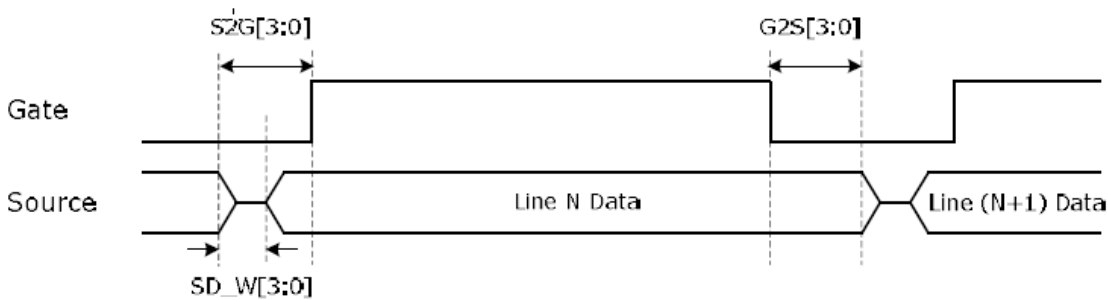 S2G[3:0]
G2S[3:0]
Gate
Source
Line N Data
Line (N+1) Data
SD_W[3:0]